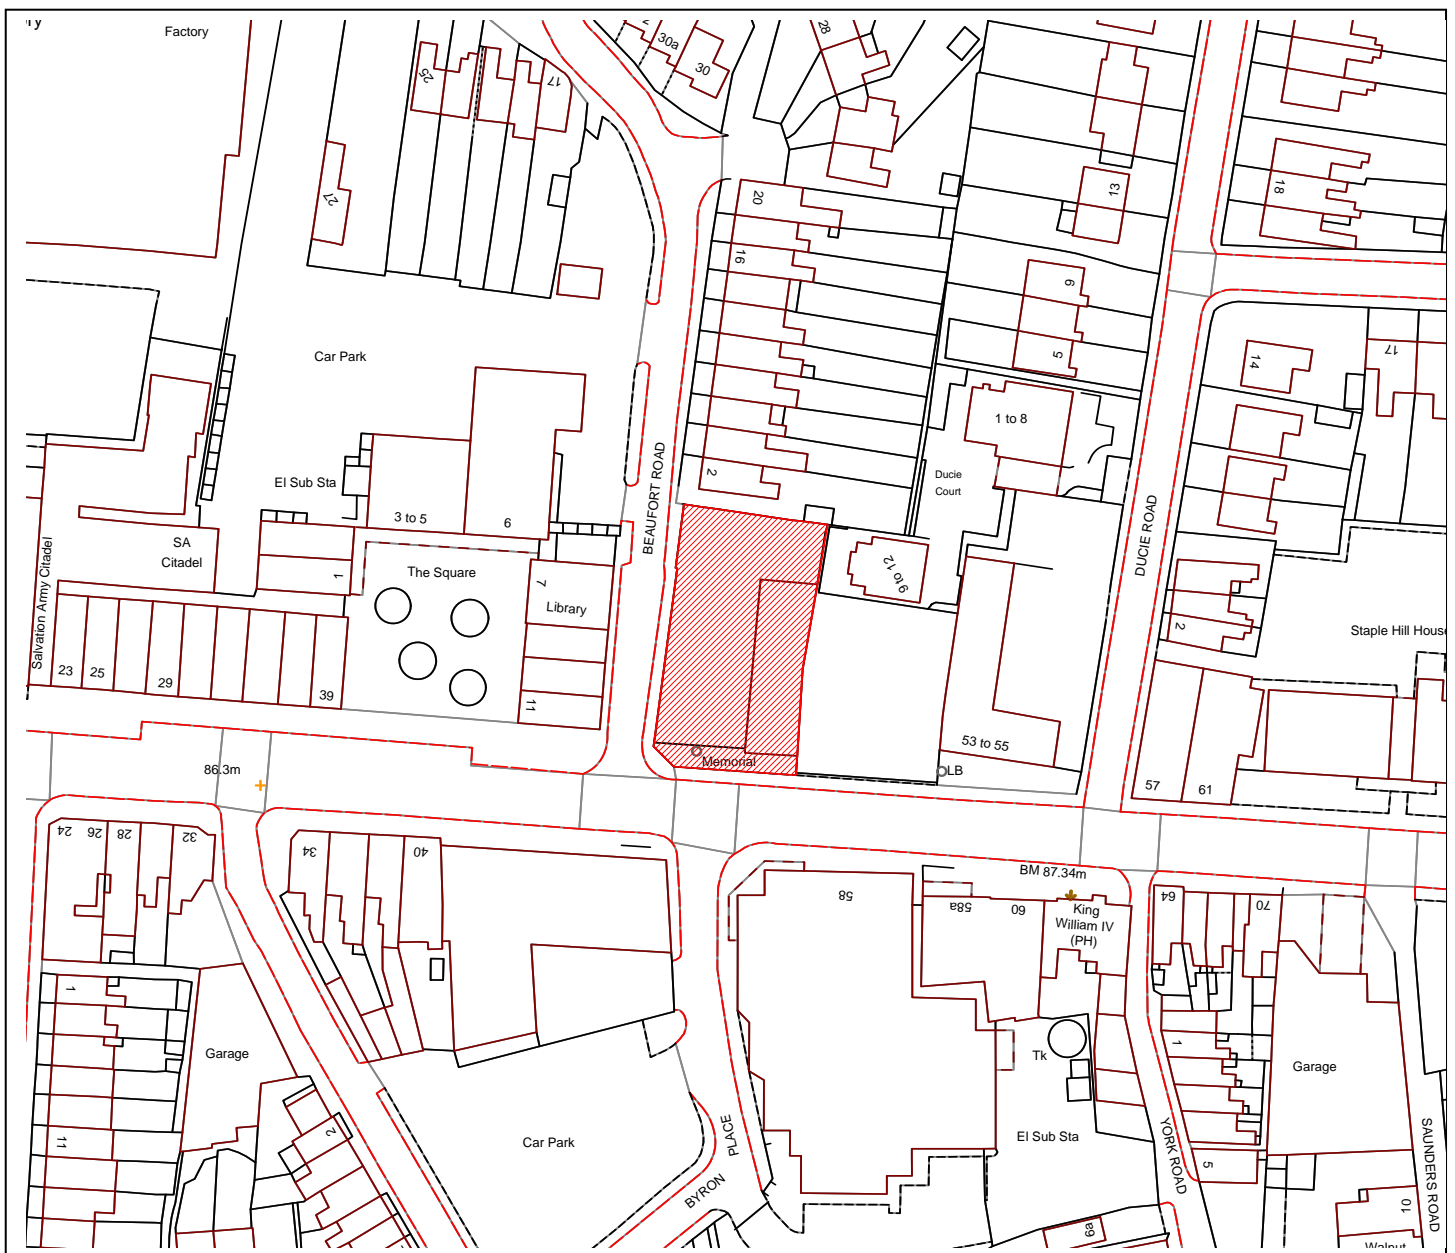 Factory
30a
30
28
25
17
27
20
16
13
18
9
5
14
17
Car Park
1 to 8
2
Ducie
Court
El Sub Sta
3 to 5
6
BEAUFORT ROAD
DUCIE ROAD
SA
Citadel
Salvation Army Citadel
1
The Square
7
Library
9 to 12
2
Staple Hill House
23
25
29
39
11
Memorial
53 to 55
LB
57
61
86.3m
24
26
28
32
34
40
58
58a
60
BM 87.34m
King
William IV
(PH)
64
70
1
Garage
Tk
1
Garage
11
2
Car Park
PLACE
BYRON
El Sub Sta
YORK ROAD
5
SAUNDERS ROAD
10
69
Walnut